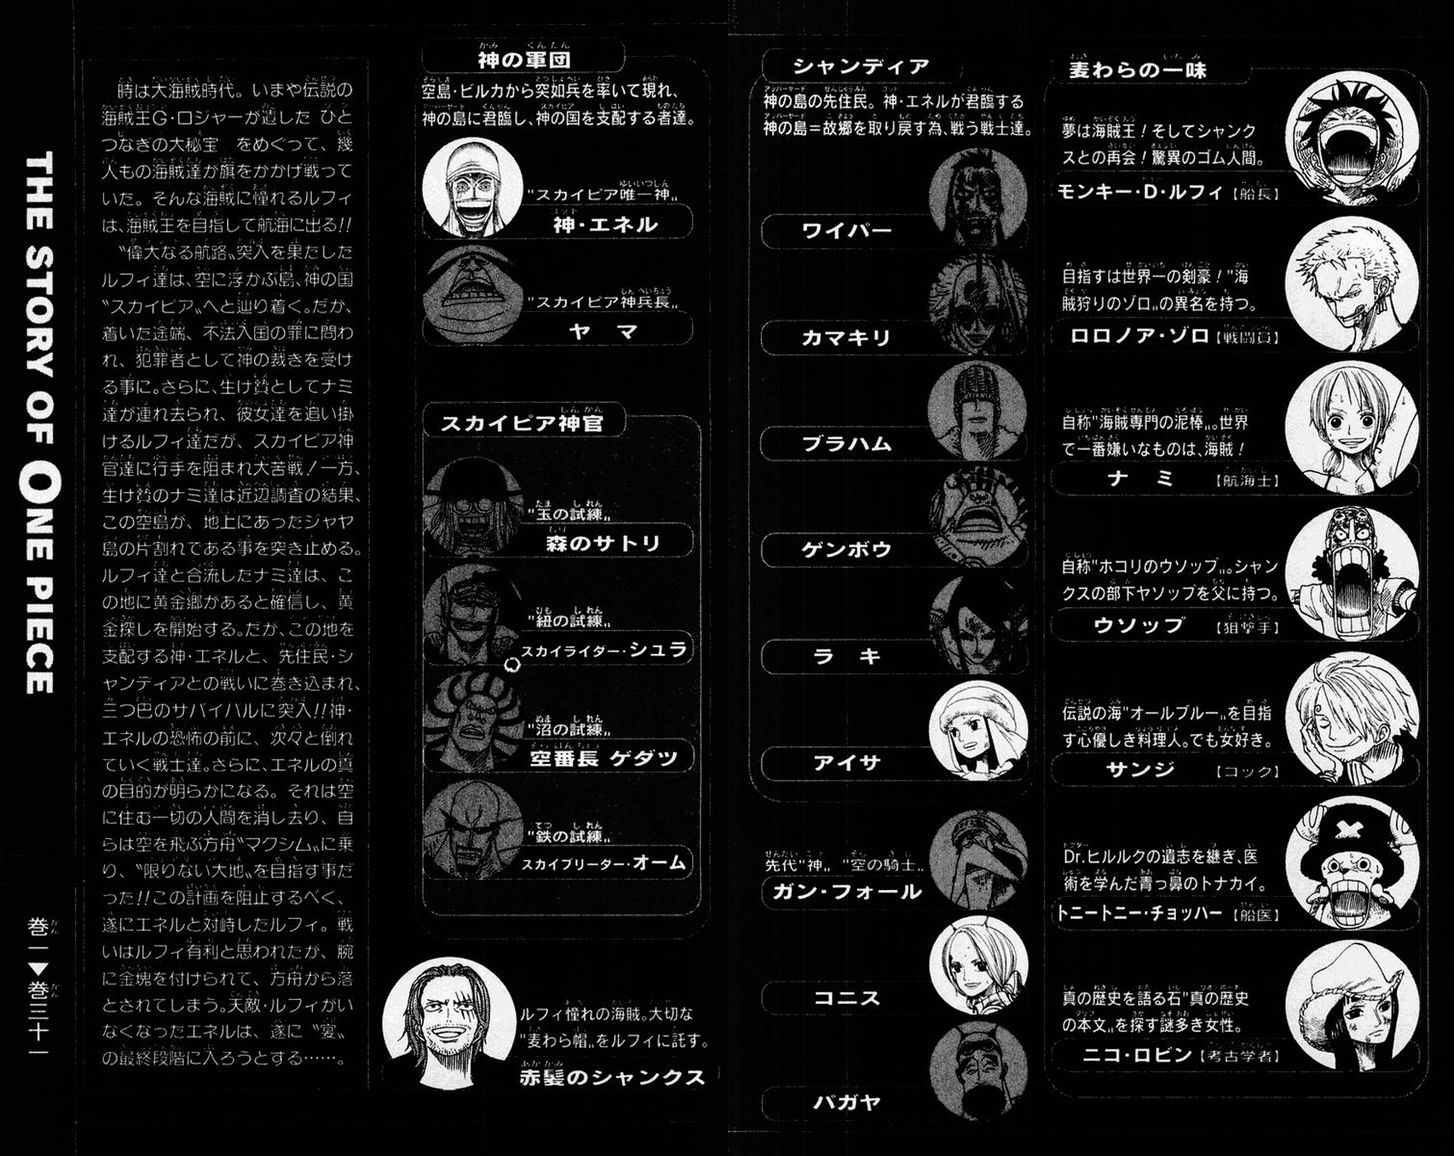 麦わらの一味
夢は海賊王！そしてシャンク
スとの再会！驚異のゴム人間。
モンキー・D・ルフィ【船長】
目指すは世界一の剣豪！"海
賊狩りのゾロ〟の異名を持つ。
ロロノア・ゾロ【戦闘員】
自称"海賊専門の泥棒〟。世界
で一番嫌いなものは、海賊！
ナミ【航海士】
自称"ホコリのウソップ〟。シャン
クスの部下ヤソップを父に持つ。
ウソップ【狙撃手】
伝説の海"オールブルー〟を目指
す心優しき料理人。でも女好き。
サンジ【コック】
Dr.ヒルルクの遺志を継ぎ、医
術を学んだ青っ鼻のトナカイ。
トニートニー・チョッパー【船医】
真の歴史を語る石"真の歴史
の本文〟を探す謎多き女性。
ニコ・ロビン【考古学者】
シャンディア
神の島の先住民。神・エネルが君臨する
神の島＝故郷を取り戻す為、戦う戦士達。
ワイパー
カマキリ
ブラハム
ゲンボウ
ラキ
アイサ
先代"神〟。"空の騎士〟
ガン・フォール
コニス
パガヤ
神の軍団
空島・ビルカから突如兵を率いて現れ、
神の島に君臨し、神の国を支配する者達。
"スカイピア唯一神〟
神・エネル
"スカイピア神兵長〟
ヤマ
スカイピア神官
"玉の試練〟
森のサトリ
"紐の試練〟
スカイライダー・シュラ
"沼の試練〟
空番長 ゲダツ
"鉄の試練〟
スカイブリーダー・オーム
ルフィ憧れの海賊。大切な
"麦わら帽〟をルフィに託す。
赤髪のシャンクス
時は大海賊時代。いまや伝説の
海賊王G・ロジャーが遺した ひと
つなぎの大秘宝 をめぐって、幾
人もの海賊達が旗をかかげ戦って
いた。そんな海賊に憧れるルフィ
は、海賊王を目指して航海に出る!!
〝偉大なる航路〟突入を果たした
ルフィ達は、空に浮かぶ島、神の国
〝スカイピア〟へと辿り着く。だが、
着いた途端、不法入国の罪に問わ
れ、犯罪者として神の裁きを受け
る事に。さらに、生け贄としてナミ
達が連れ去られ、彼女達を追い掛
けるルフィ達だが、スカイピア神
官達に行手を阻まれ大苦戦！一方、
生け贄のナミ達は近辺調査の結果、
この空島が、地上にあったジャヤ
島の片割れである事を突き止める。
ルフィ達と合流したナミ達は、こ
の地に黄金郷があると確信し、黄
金探しを開始する。だが、この地を
支配する神・エネルと、先住民・シ
ャンディアとの戦いに巻き込まれ、
三つ巴のサバイバルに突入!!神・
エネルの恐怖の前に、次々と倒れ
ていく戦士達。さらに、エネルの真
の目的が明らかになる。それは空
に住む一切の人間を消し去り、自
らは空を飛ぶ方舟〝マクシム〟に乗
り、〝限りない大地〟を目指す事だ
った!!この計画を阻止するべく、
遂にエネルと対峙したルフィ。戦
いはルフィ有利と思われたが、腕
に金塊を付けられて、方舟から落
とされてしまう。天敵・ルフィがい
なくなったエネルは、遂に〝宴〟
の最終段階に入ろうとする……。
THE STORY OF ONE PIECE
巻一▼巻三十一